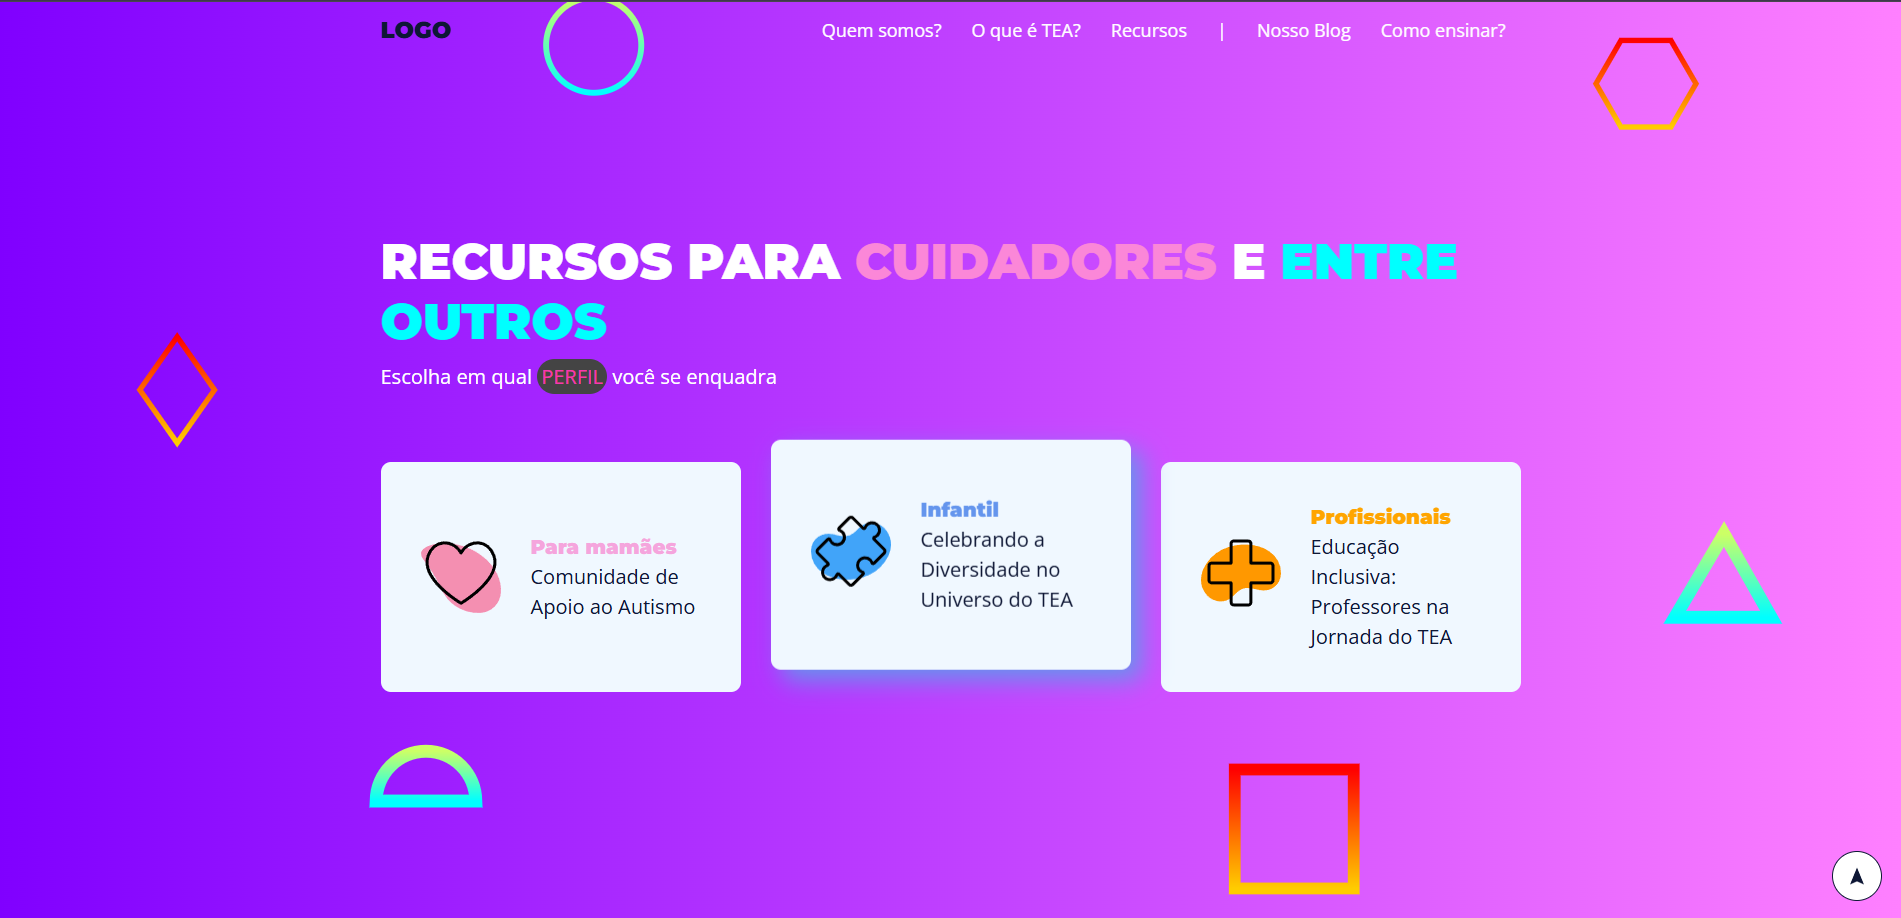 LOGO
Quem somos? O que é TEA? Recursos | Nosso Blog Como ensinar?
RECURSOS PARA CUIDADORES E ENTRE
OUTROS
Escolha em qual PERFIL você se enquadra
Para mamães
Comunidade de
Apoio ao Autismo
Infantil
Celebrando a
Diversidade no
Universo do TEA
Profissionais
Educação
Inclusiva:
Professores na
Jornada do TEA